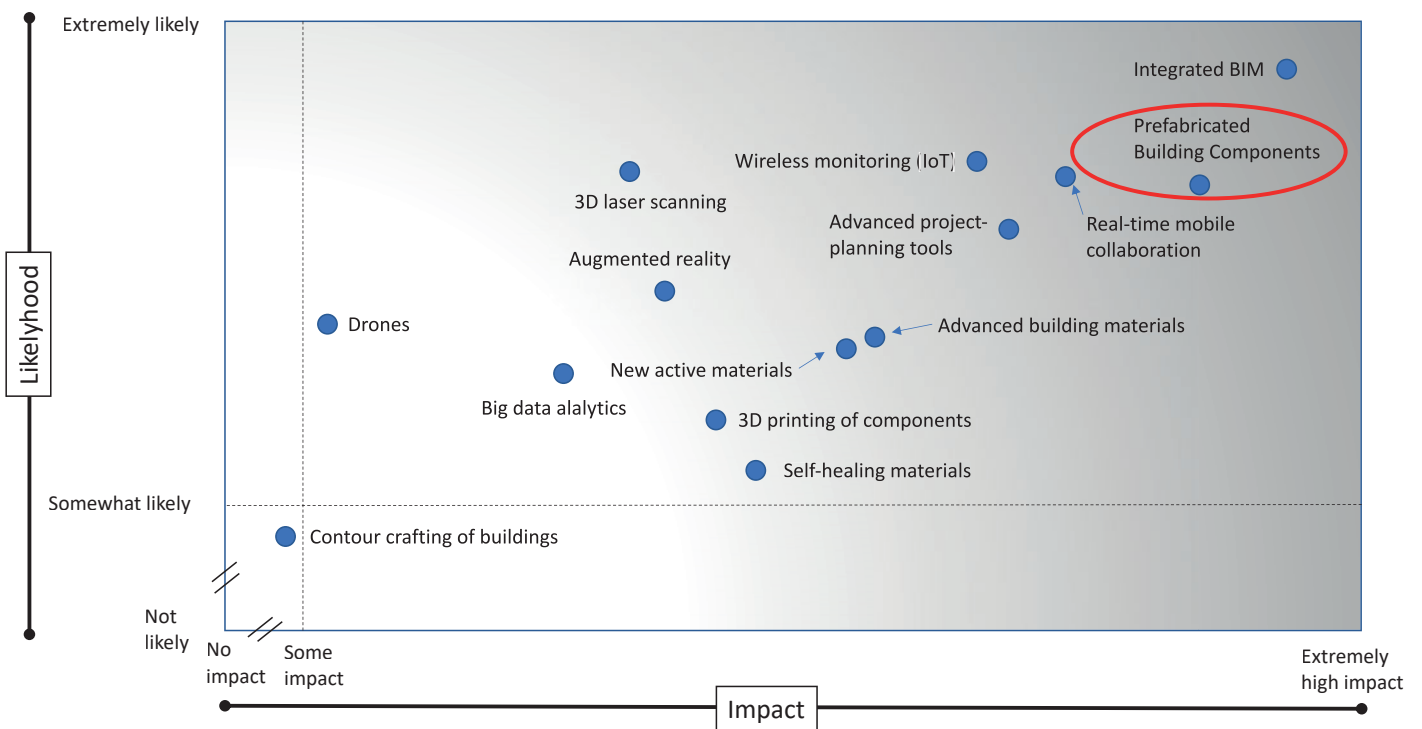 Extremely likely
Integrated BIM
Prefabricated
Building Components
Wireless monitoring (IoT)
3D laser scanning
Advanced project-
planning tools
Real-time mobile
collaboration
Augmented reality
Likelyhood
Drones
Advanced building materials
New active materials
Big data alalytics
3D printing of components
Self-healing materials
Somewhat likely
Contour crafting of buildings
Not
likely
No
impact
Some
impact
Extremely
high impact
Impact